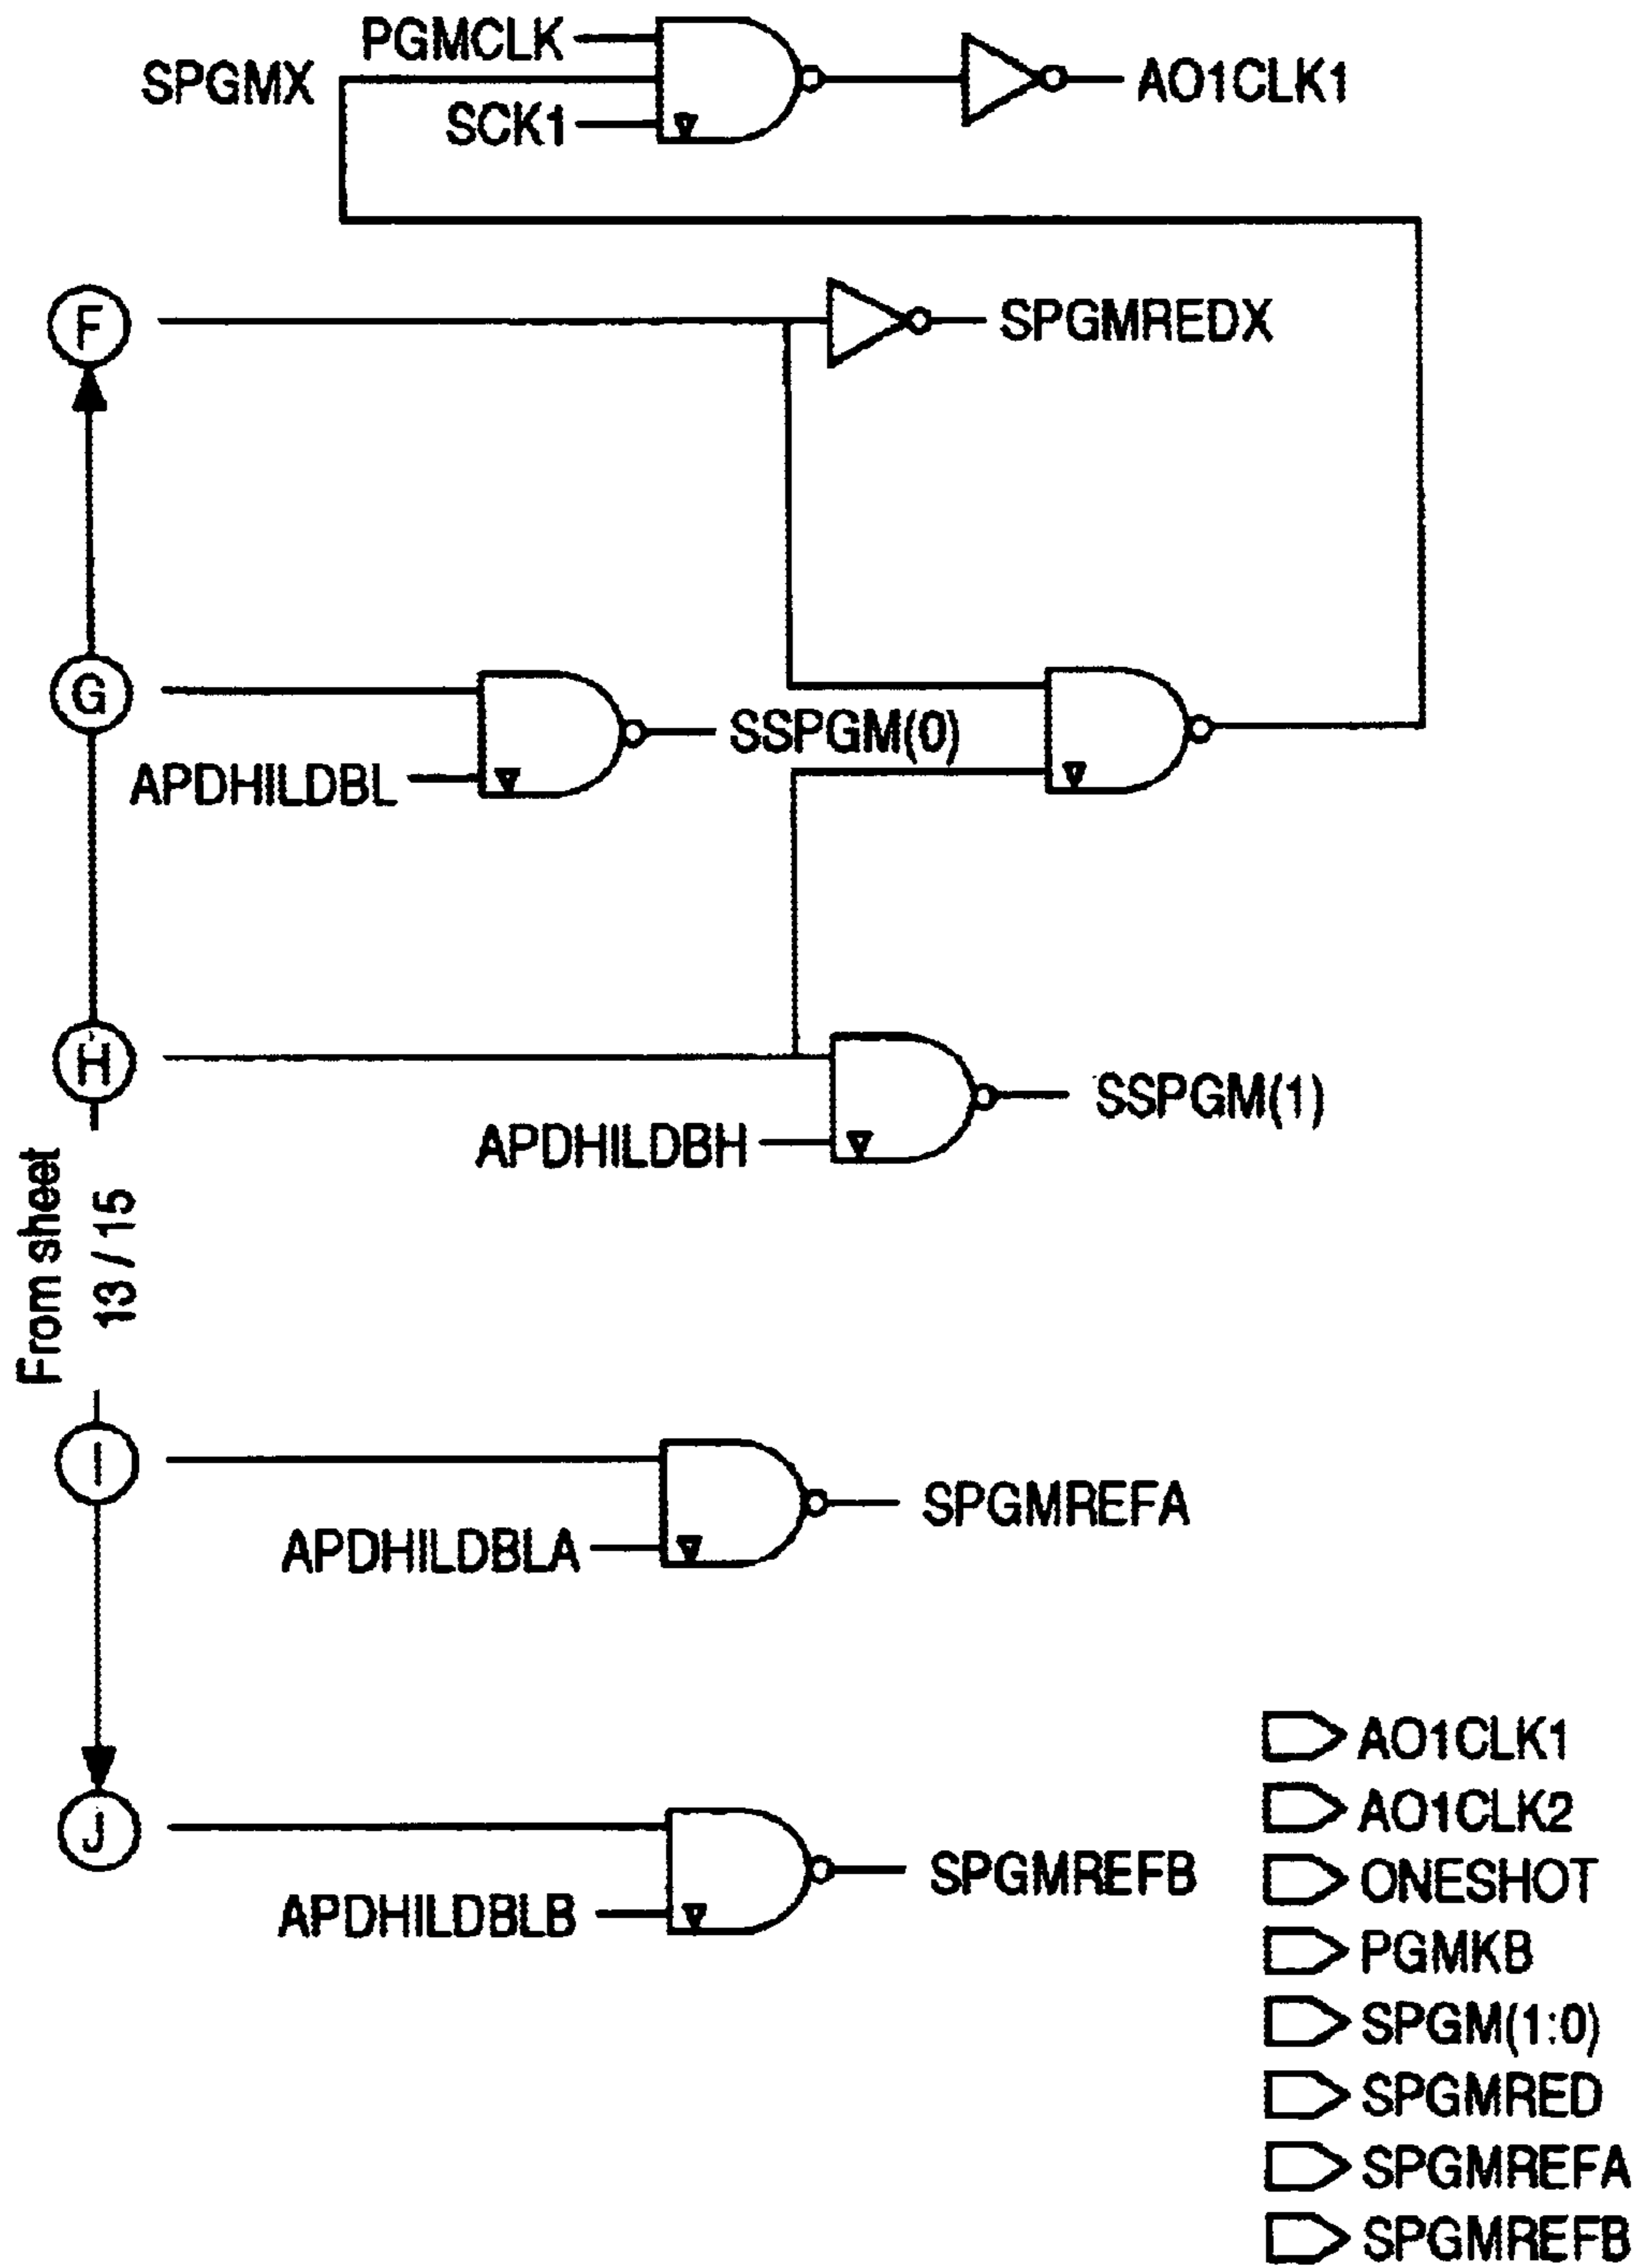 PGMCLK
SPGMX
AO1CLK1
SCK1
F
SPGMREDX
G
SSPGM(0)
APDHILDBL
H
SSPGM(1)
APDHILDBH
From sheet
13 / 15
I
SPGMREFA
APDHILDBLA
J
SPGMREFB
APDHILDBLB
AO1CLK1
AO1CLK2
ONESHOT
PGMKB
SPGM(1:0)
SPGMRED
SPGMREFA
SPGMREFB